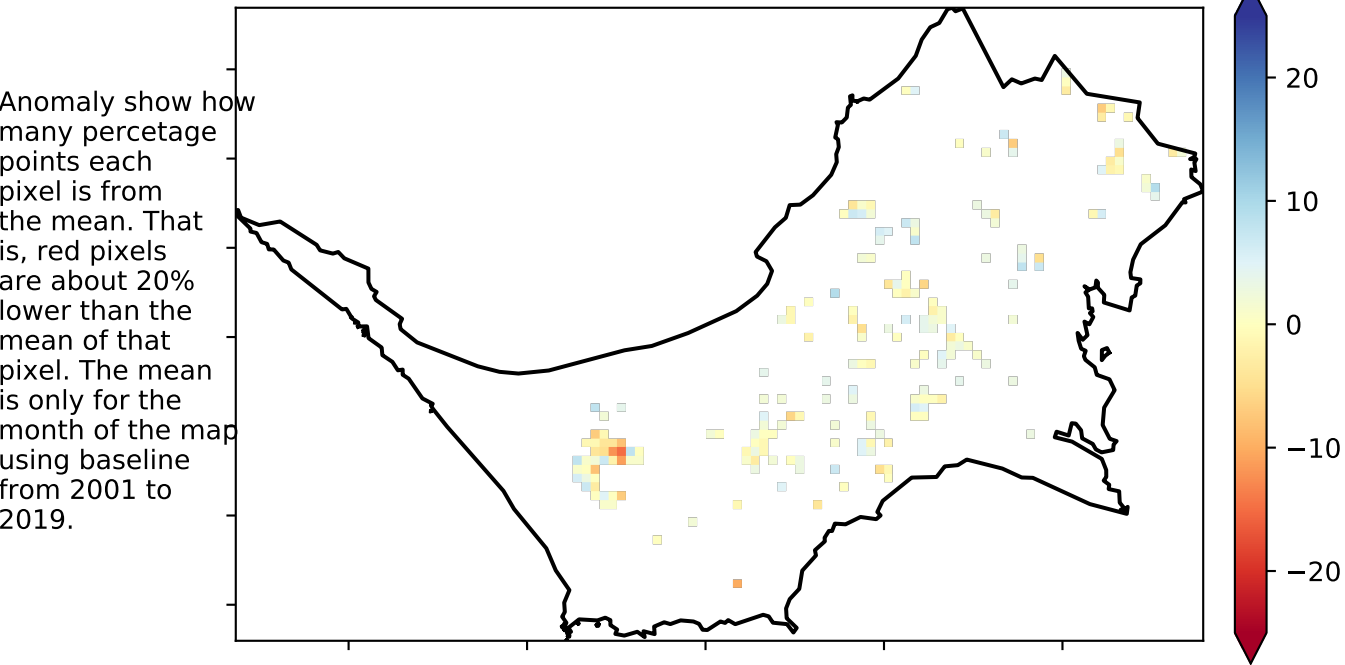 Anomaly show how
many percetage
points each
pixel is from
the mean. That
is, red pixels
are about 20%
lower than the
mean of that
pixel. The mean
is only for the
month of the map
using baseline
from 2001 to
2019.
20
10
0
−10
−20